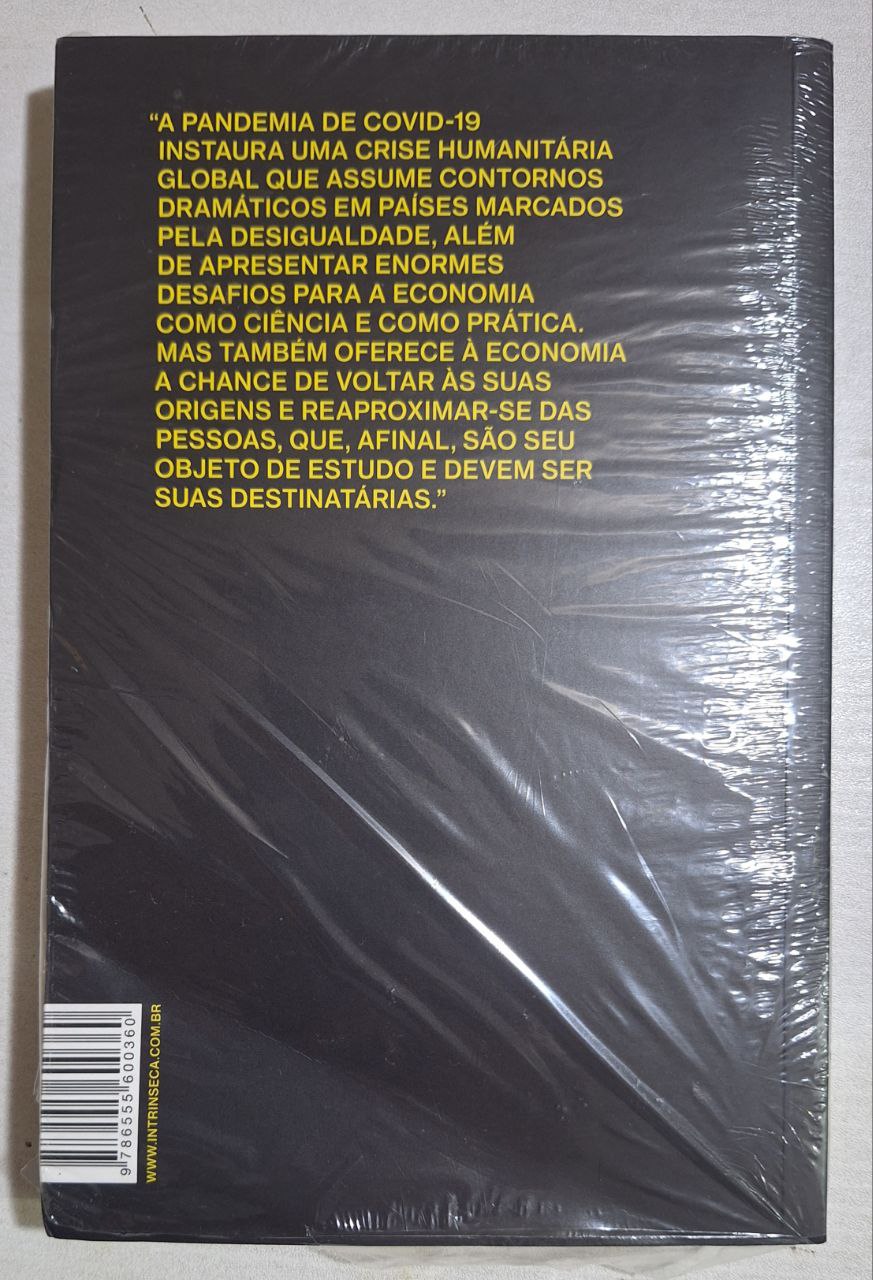 “A PANDEMIA DE COVID-19
INSTAURA UMA CRISE HUMANITÁRIA
GLOBAL QUE ASSUME CONTORNOS
DRAMÁTICOS EM PAÍSES MARCADOS
PELA DESIGUALDADE, ALÉM
DE APRESENTAR ENORMES
DESAFIOS PARA A ECONOMIA
COMO CIÊNCIA E COMO PRÁTICA.
MAS TAMBÉM OFERECE À ECONOMIA
A CHANCE DE VOLTAR ÀS SUAS
ORIGENS E REAPROXIMAR-SE DAS
PESSOAS, QUE, AFINAL, SÃO SEU
OBJETO DE ESTUDO E DEVEM SER
SUAS DESTINATÁRIAS.”
9 786555 600360
WWW.INTRINSECA.COM.BR